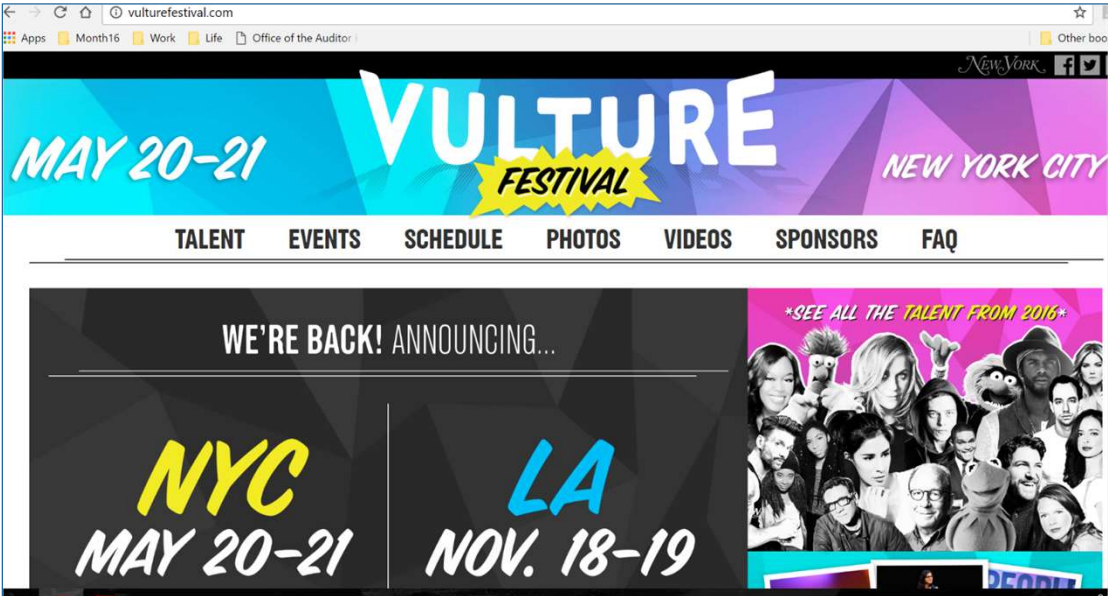 vulturefestival.com
Apps Month16 Work Life Office of the Auditor Other boo
NEW YORK
MAY 20-21 VULTURE FESTIVAL NEW YORK CITY
TALENT EVENTS SCHEDULE PHOTOS VIDEOS SPONSORS FAQ
WE'RE BACK! ANNOUNCING...
*SEE ALL THE TALENT FROM 2016*
NYC
MAY 20-21
LA
NOV. 18-19